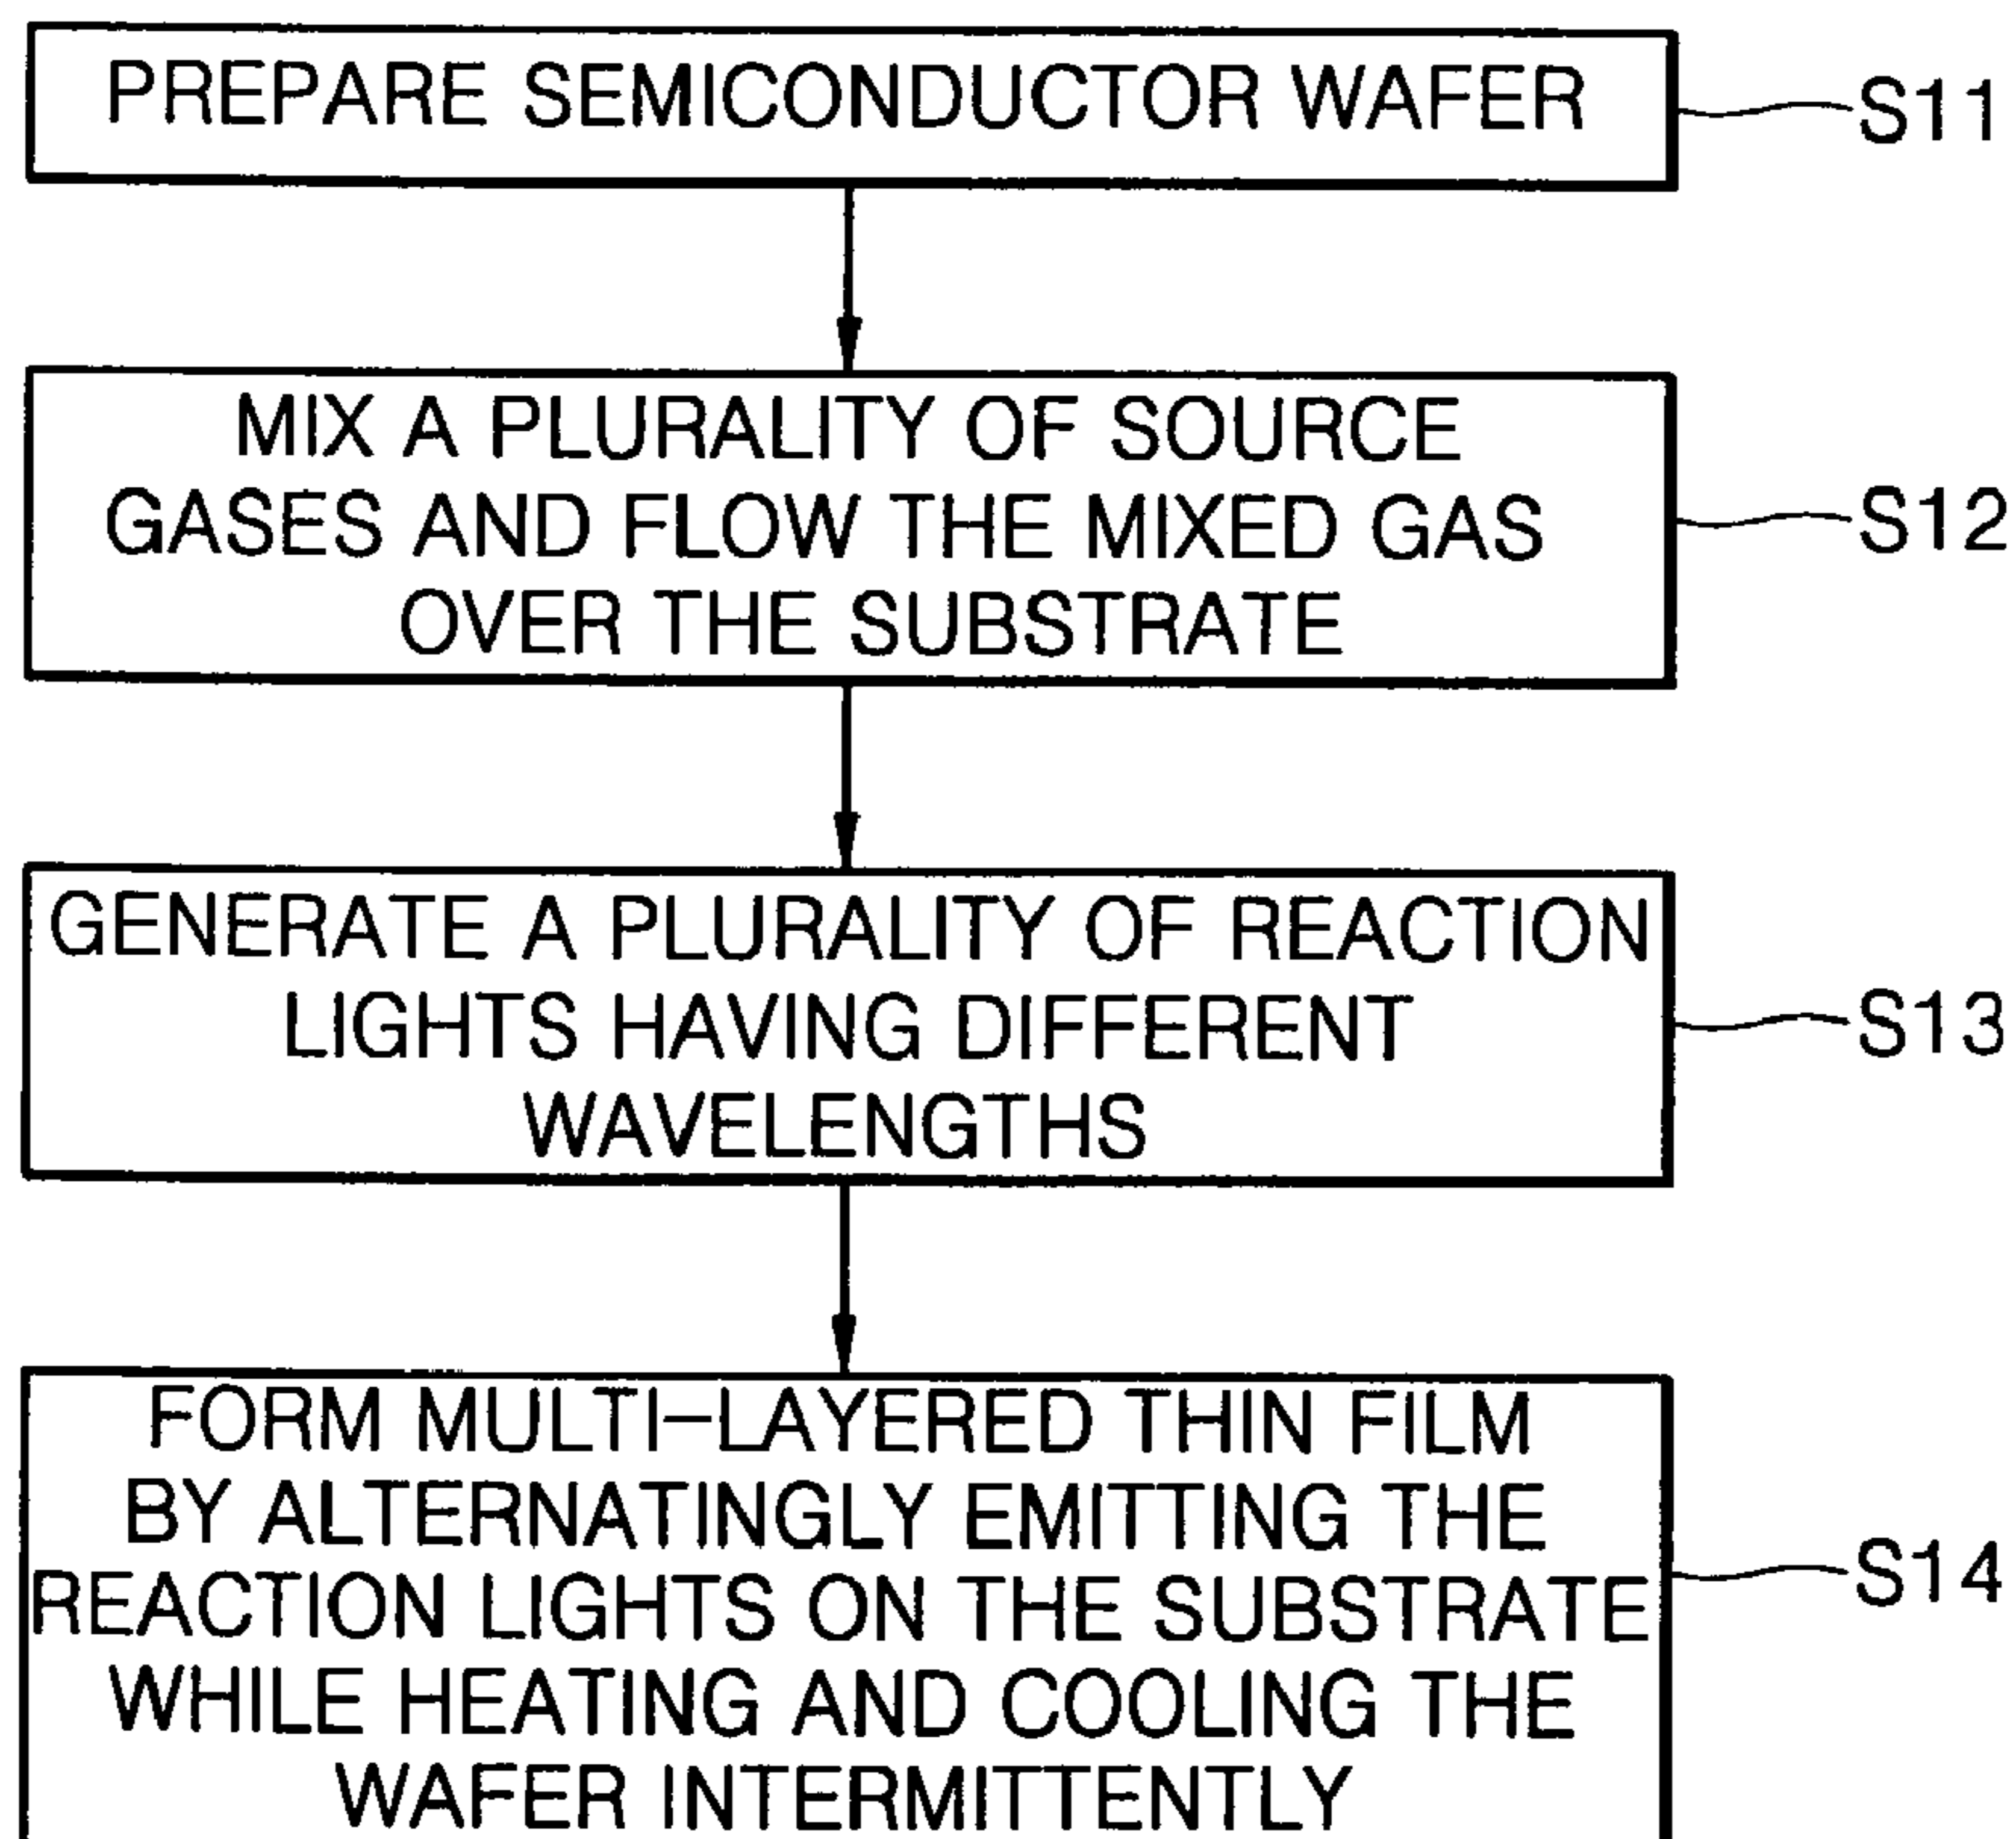 PREPARE SEMICONDUCTOR WAFER
S11
MIX A PLURALITY OF SOURCE
GASES AND FLOW THE MIXED GAS
OVER THE SUBSTRATE
S12
GENERATE A PLURALITY OF REACTION
LIGHTS HAVING DIFFERENT
WAVELENGTHS
S13
FORM MULTI-LAYERED THIN FILM
BY ALTERNATINGLY EMITTING THE
REACTION LIGHTS ON THE SUBSTRATE
WHILE HEATING AND COOLING THE
WAFER INTERMITTENTLY
S14